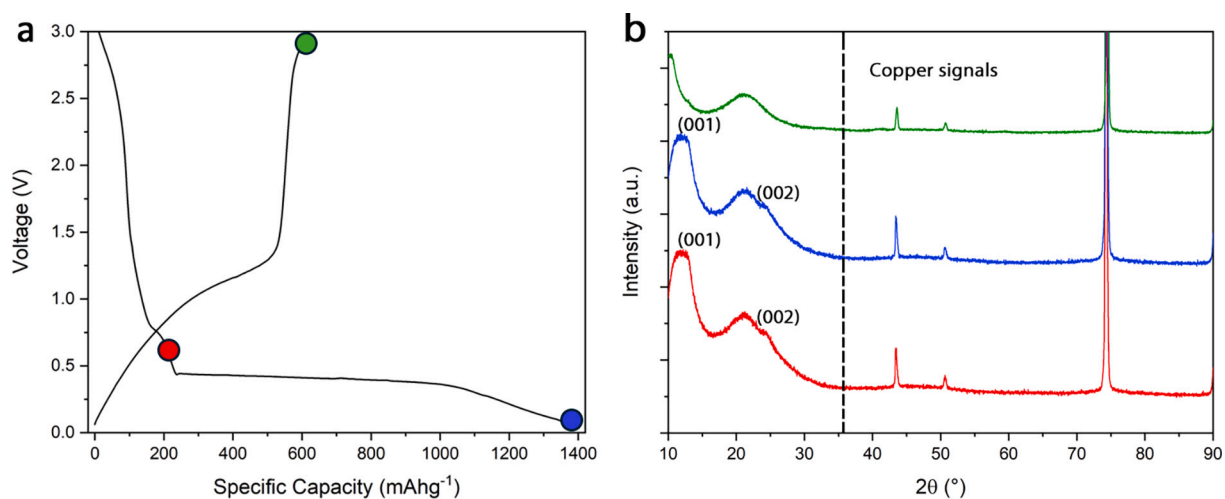 a
3.0
2.5
2.0
1.5
1.0
0.5
0.0
Voltage (V)
0 200 400 600 800 1000 1200 1400
Specific Capacity (mAhg⁻¹)
b
Copper signals
(001)
(002)
(001)
(002)
Intensity (a.u.)
10 20 30 40 50 60 70 80 90
2θ (°)